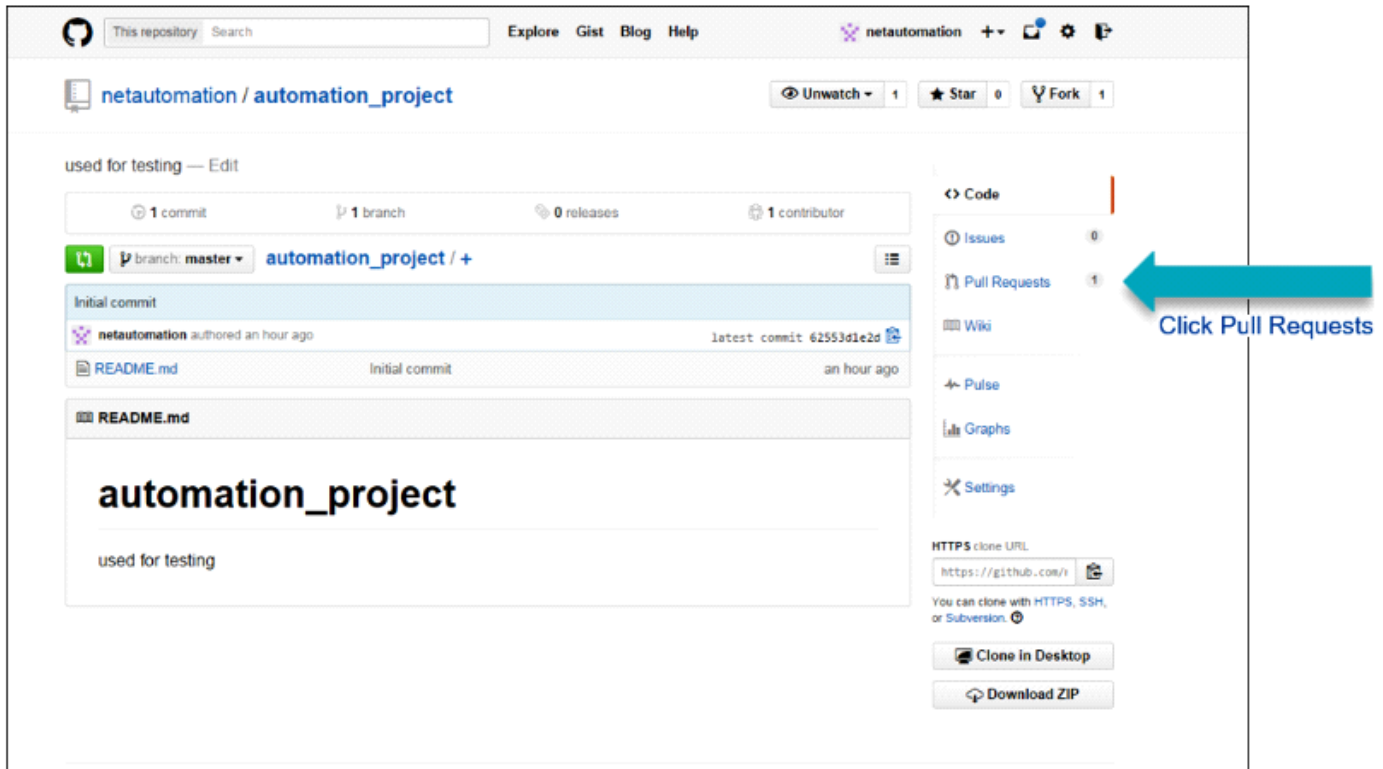 This repository Search Explore Gist Blog Help netautomation
netautomation / automation_project Unwatch 1 Star 0 Fork 1
used for testing — Edit
1 commit 1 branch 0 releases 1 contributor
branch: master automation_project / +
Initial commit
netautomation authored an hour ago latest commit 62553d1e2d
README.md Initial commit an hour ago
README.md
automation_project
used for testing
Code
Issues 0
Pull Requests 1
Wiki
Pulse
Graphs
Settings
HTTPS clone URL
https://github.com/
You can clone with HTTPS, SSH,
or Subversion.
Clone in Desktop
Download ZIP
Click Pull Requests